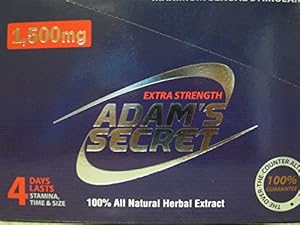 1,500mg
EXTRA STRENGTH
ADAM'S
SECRET
4 DAYS
LASTS
STAMINA,
TIME & SIZE
100% All Natural Herbal Extract
THE OVER-THE-COUNTER
100%
GUARANTEE